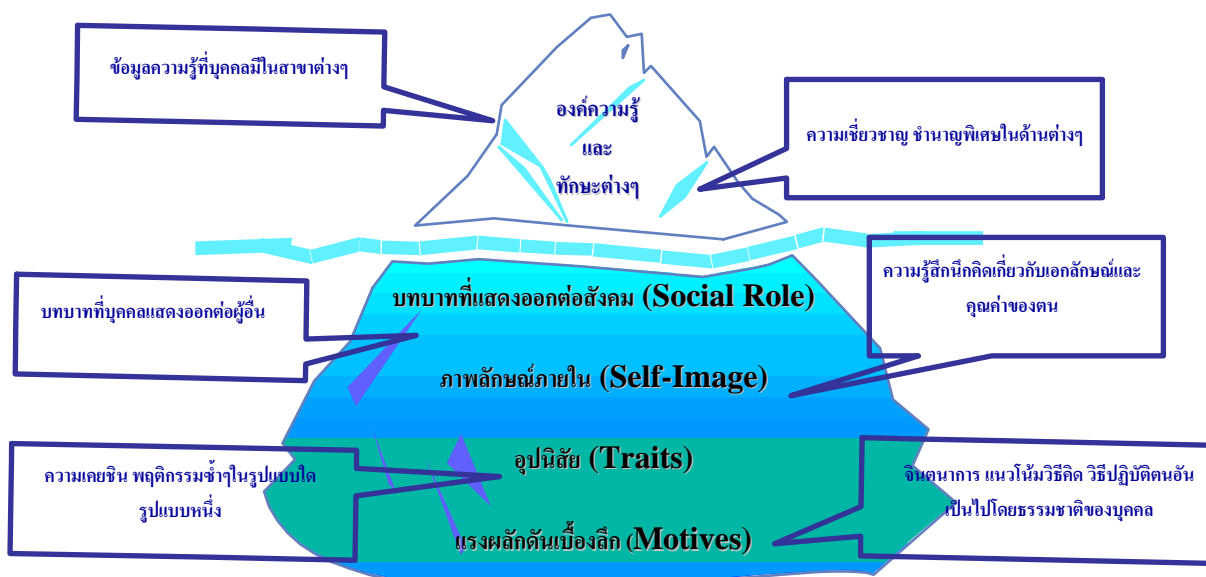 ข้อมูลความรู้ที่บุคคลมีในสาขาต่างๆ
องค์ความรู้
และ
ทักษะต่างๆ
ความเชี่ยวชาญ ชำนาญพิเศษในด้านต่างๆ
บทบาทที่แสดงออกต่อสังคม (Social Role)
บทบาทที่บุคคลแสดงออกต่อผู้อื่น
ความรู้สึกนึกคิดเกี่ยวกับเอกลักษณ์และ
คุณค่าของตน
ภาพลักษณ์ภายใน (Self-Image)
อุปนิสัย (Traits)
ความเคยชิน พฤติกรรมซ้ำๆในรูปแบบใด
รูปแบบหนึ่ง
จินตนาการ แนวโน้มวิธีคิด วิธีปฏิบัติตนอัน
เป็นไปโดยธรรมชาติของบุคคล
แรงผลักดันเบื้องลึก (Motives)